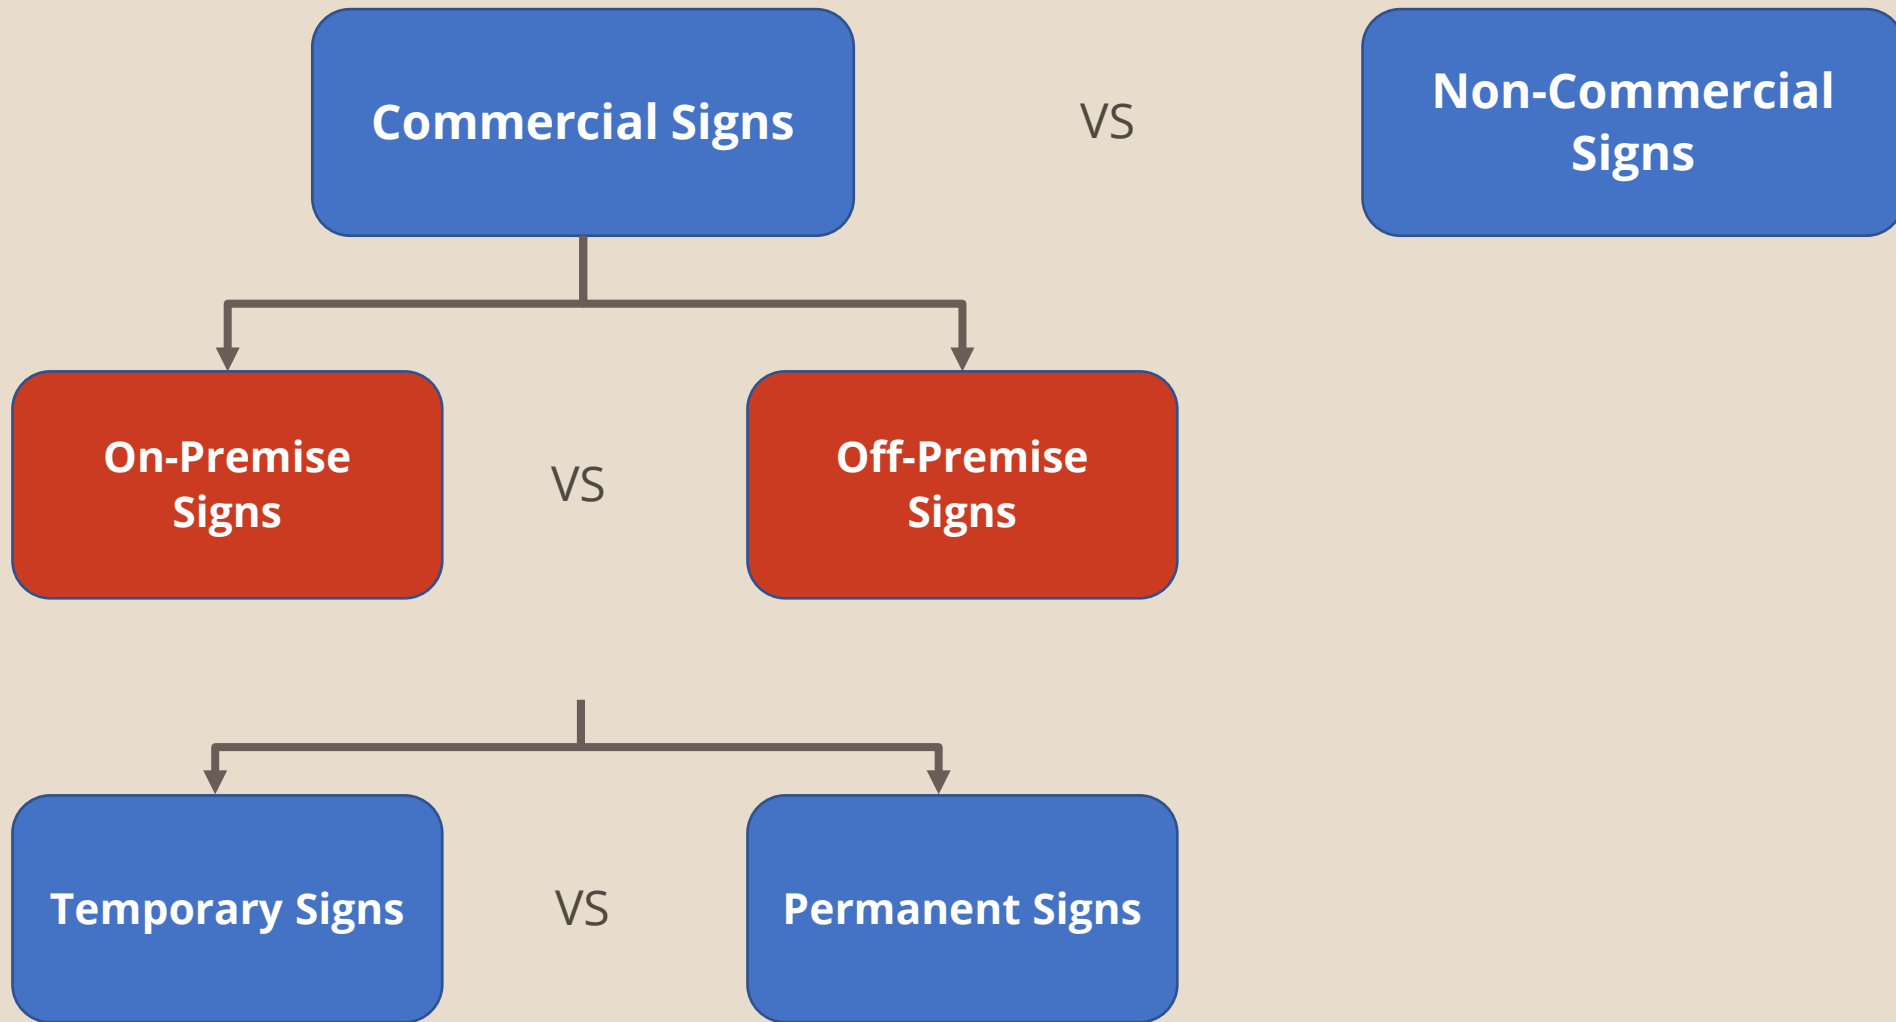 Commercial Signs
VS
Non-Commercial
Signs
On-Premise
Signs
VS
Off-Premise
Signs
Temporary Signs
VS
Permanent Signs